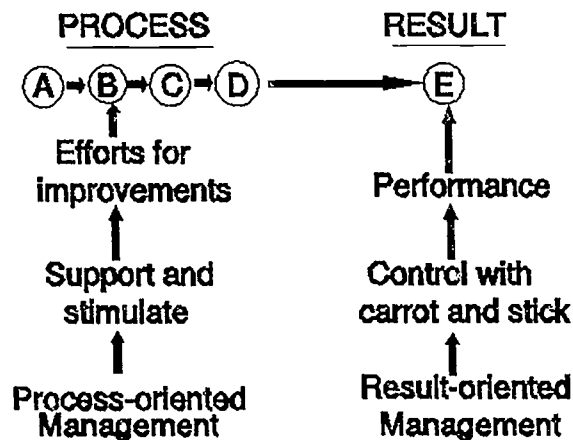 PROCESS RESULT
A B C D E
Efforts for
improvements
Performance
Support and
stimulate
Control with
carrot and stick
Process-oriented
Management
Result-oriented
Management